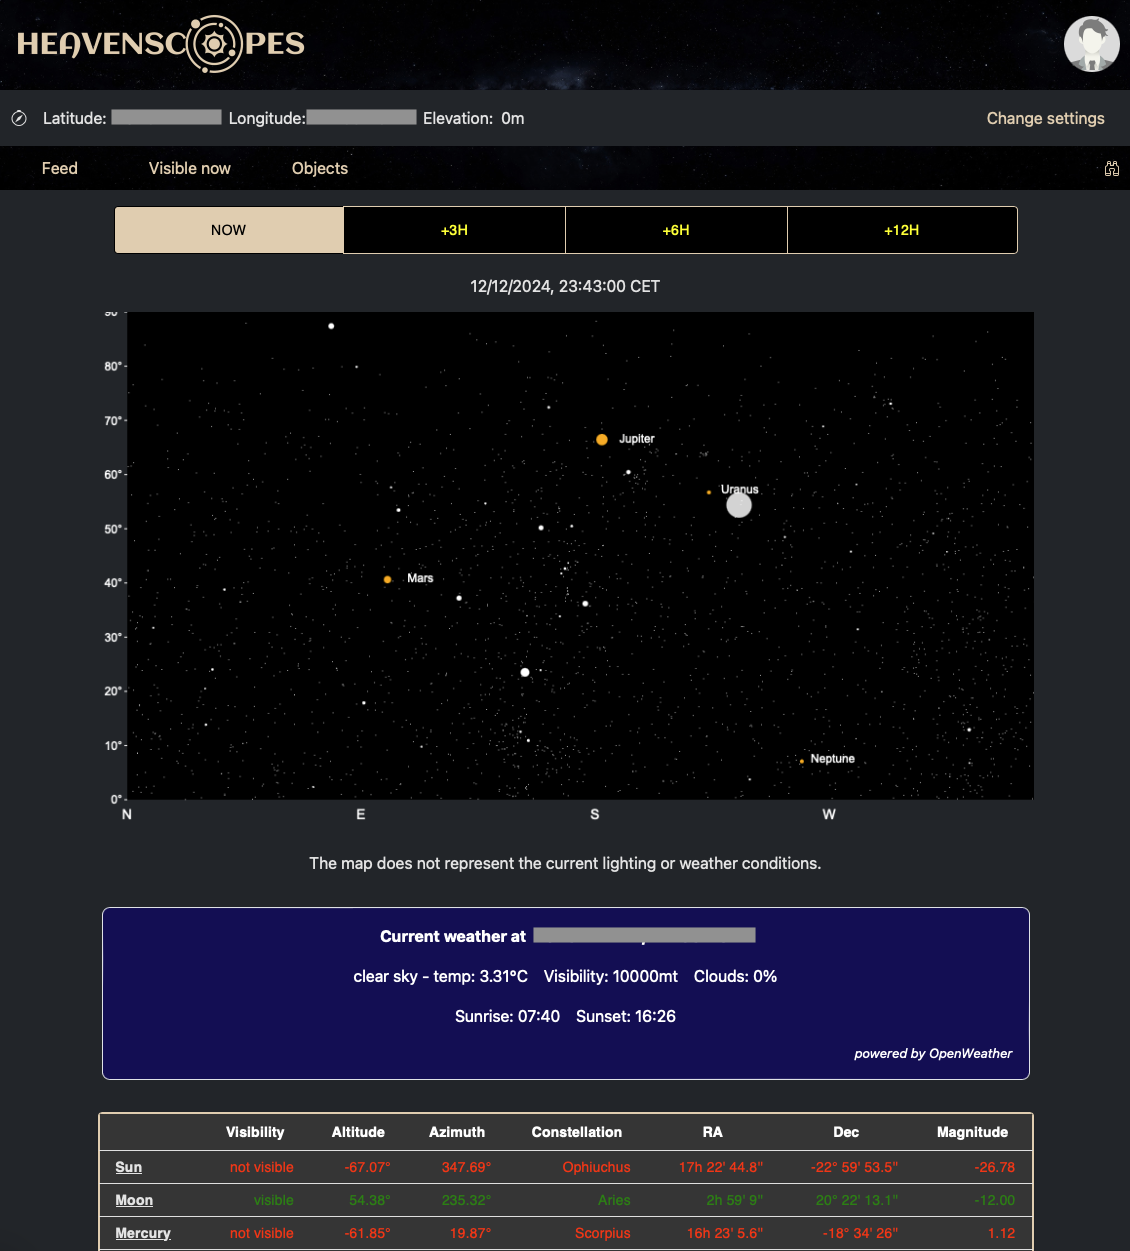 HEAVENSCOPES
Latitude: Longitude: Elevation: 0m Change settings
Feed Visible now Objects
NOW +3H +6H +12H
12/12/2024, 23:43:00 CET
90°
80°
Jupiter
70°
60°
Uranus
50°
Mars
40°
30°
20°
10°
Neptune
0°
N E S W
The map does not represent the current lighting or weather conditions.
Current weather at
clear sky - temp: 3.31°C Visibility: 10000mt Clouds: 0%
Sunrise: 07:40 Sunset: 16:26
powered by OpenWeather
Visibility Altitude Azimuth Constellation RA Dec Magnitude
Sun not visible -67.07° 347.69° Ophiuchus 17h 22' 44.8" -22° 59' 53.5" -26.78
Moon visible 54.38° 235.32° Aries 2h 59' 9" 20° 22' 13.1" -12.00
Mercury not visible -61.85° 19.87° Scorpius 16h 23' 5.6" -18° 34' 26" 1.12